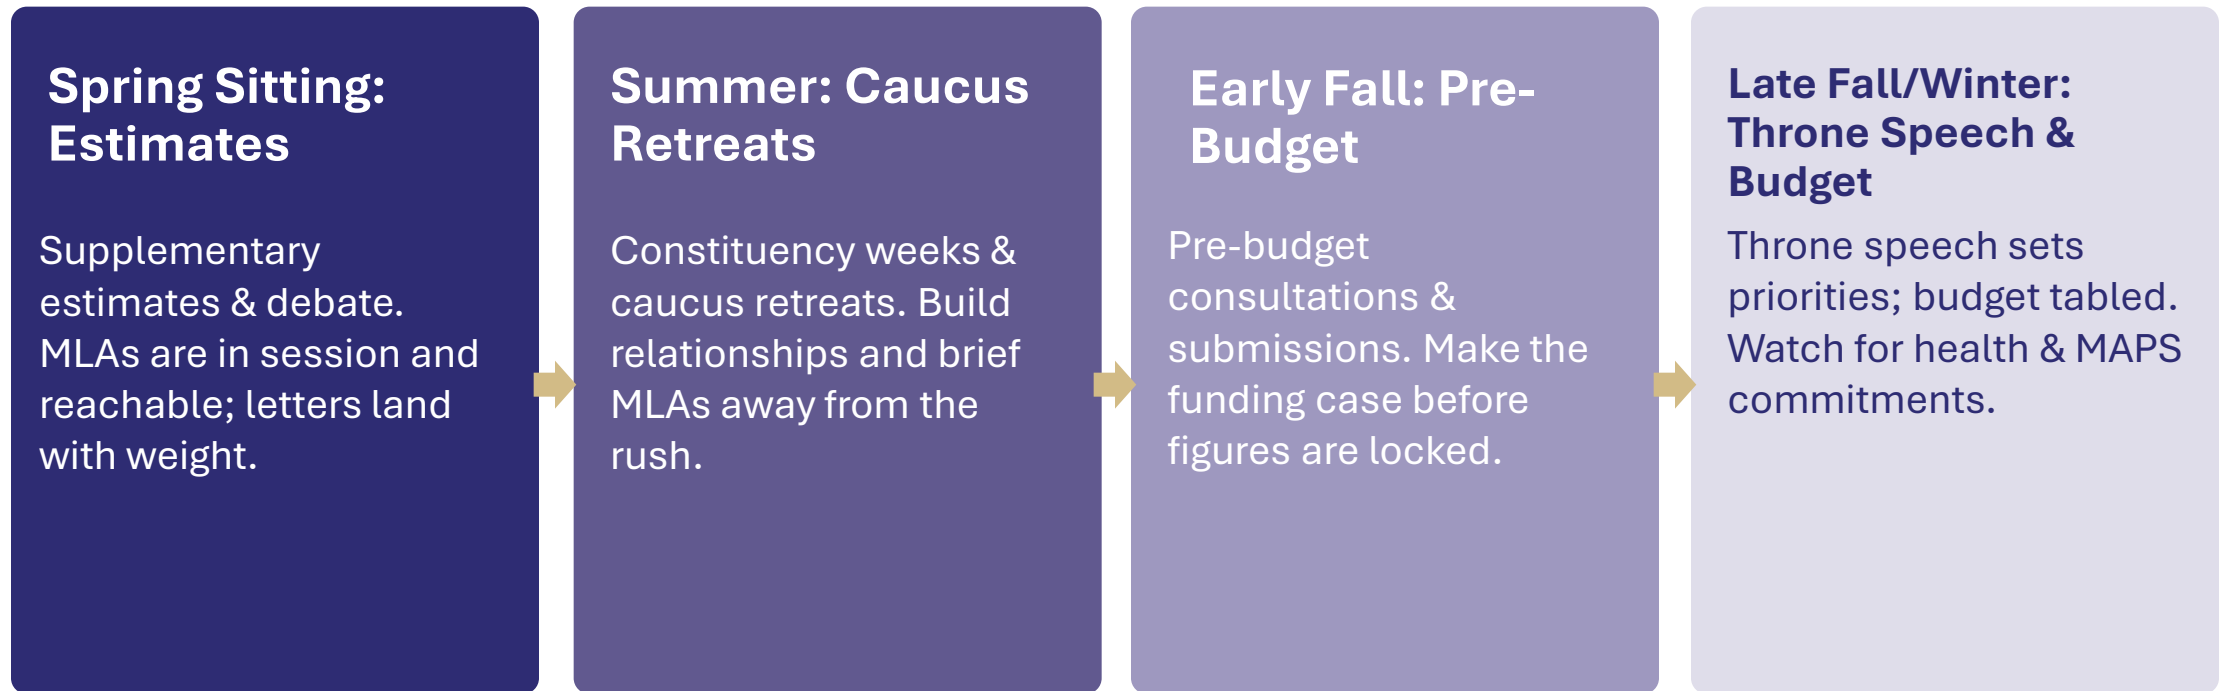 Spring Sitting:
Estimates
Supplementary
estimates & debate.
MLAs are in session and
reachable; letters land
with weight.
Summer: Caucus
Retreats
Constituency weeks &
caucus retreats. Build
relationships and brief
MLAs away from the
rush.
Early Fall: Pre-
Budget
Pre-budget
consultations &
submissions. Make the
funding case before
figures are locked.
Late Fall/Winter:
Throne Speech &
Budget
Throne speech sets
priorities; budget tabled.
Watch for health & MAPS
commitments.